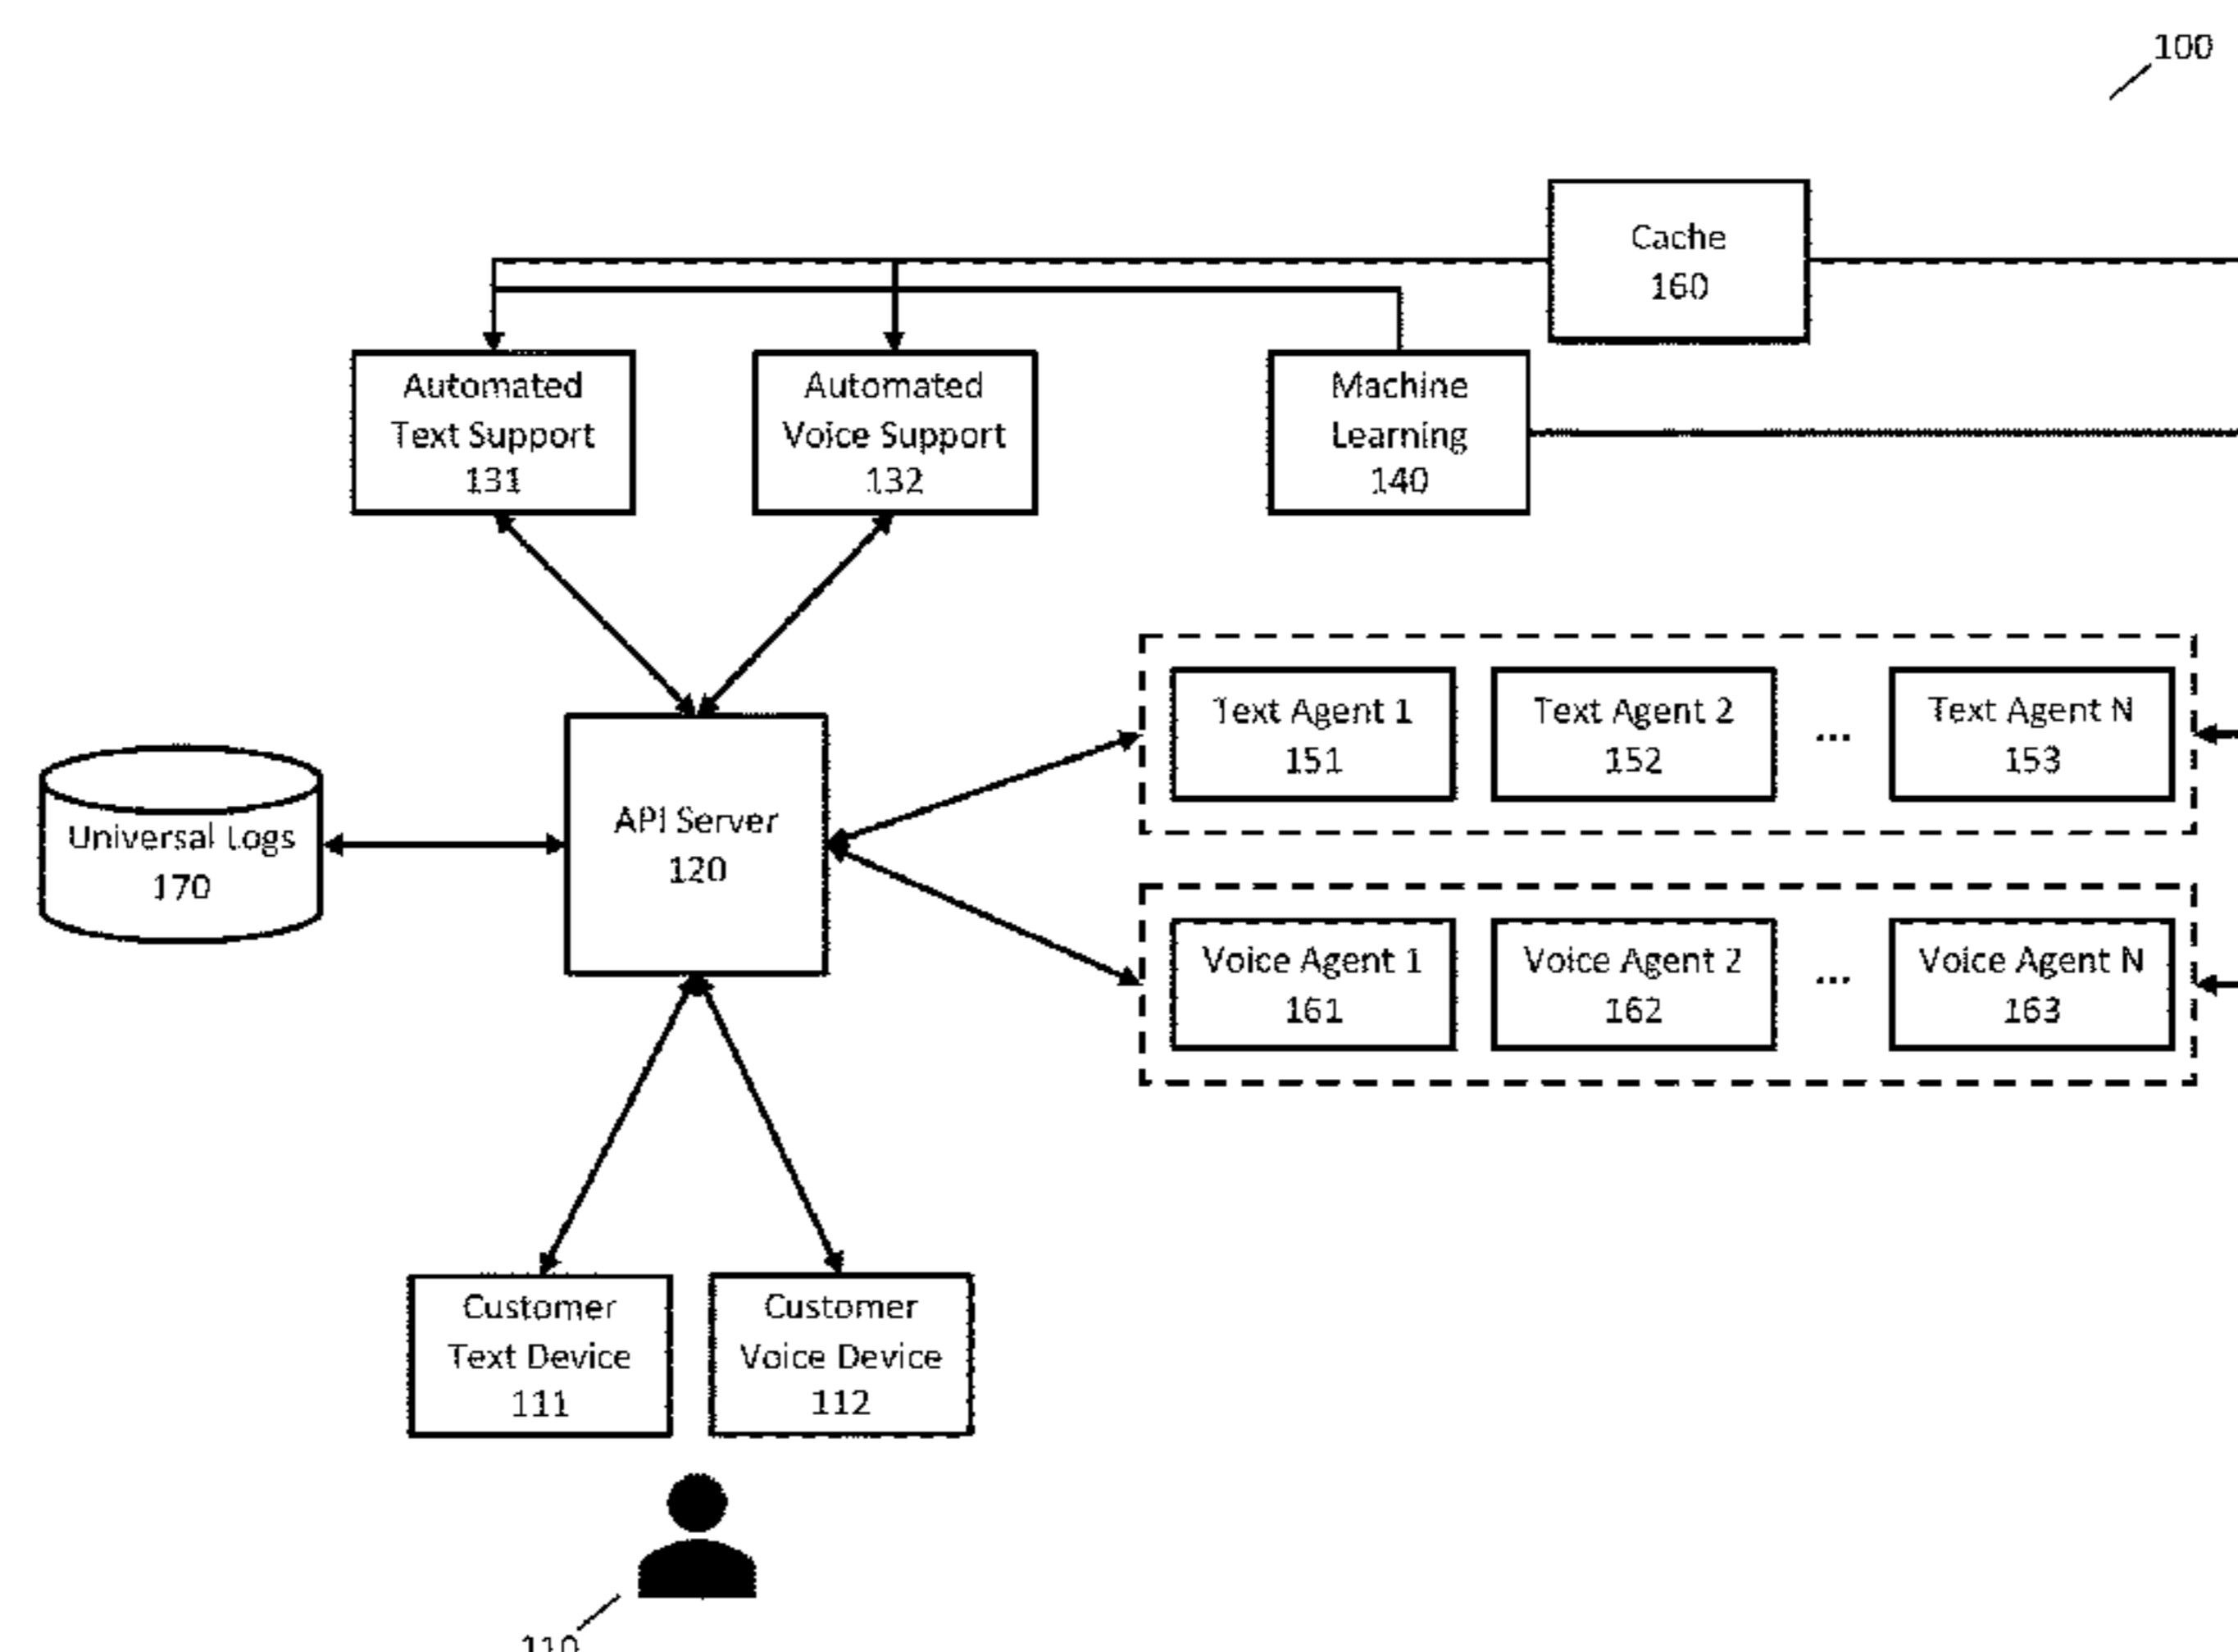 100
Cache
160
Automated
Text Support
131
Automated
Voice Support
132
Machine
Learning
140
Text Agent 1
151
Text Agent 2
152
...
Text Agent N
153
Universal Logs
170
API Server
120
Voice Agent 1
161
Voice Agent 2
162
...
Voice Agent N
163
Customer
Text Device
111
Customer
Voice Device
112
110